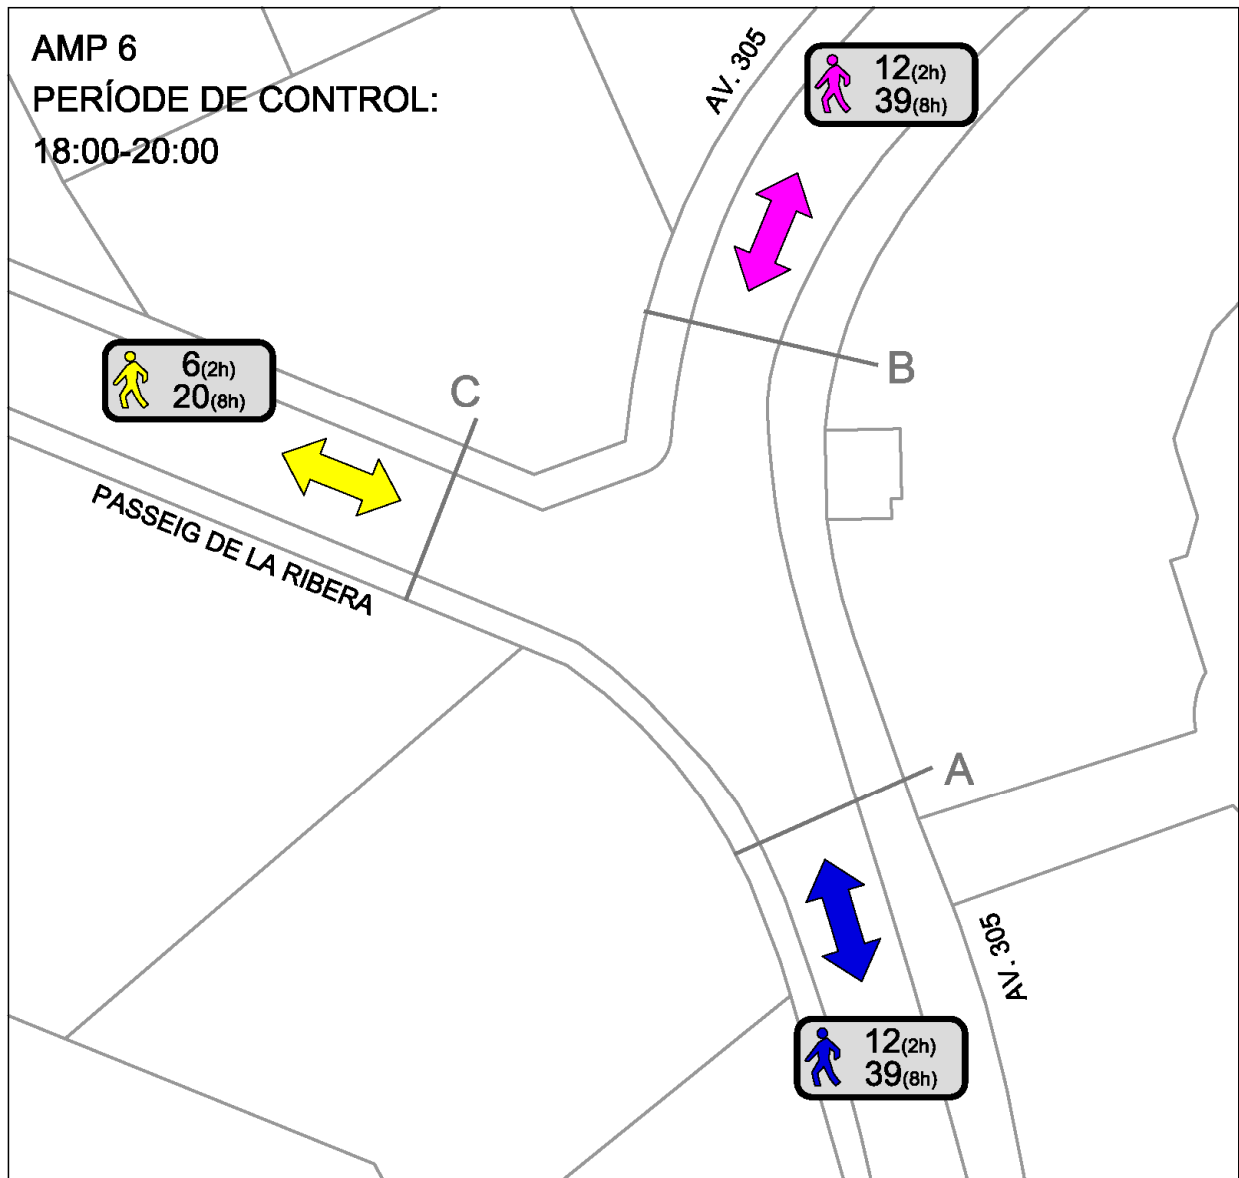 AMP 6
PERÍODE DE CONTROL:
18:00-20:00
AV. 305
12(2h)
39(8h)
B
6(2h)
20(8h)
C
PASSEIG DE LA RIBERA
A
AV. 305
12(2h)
39(8h)